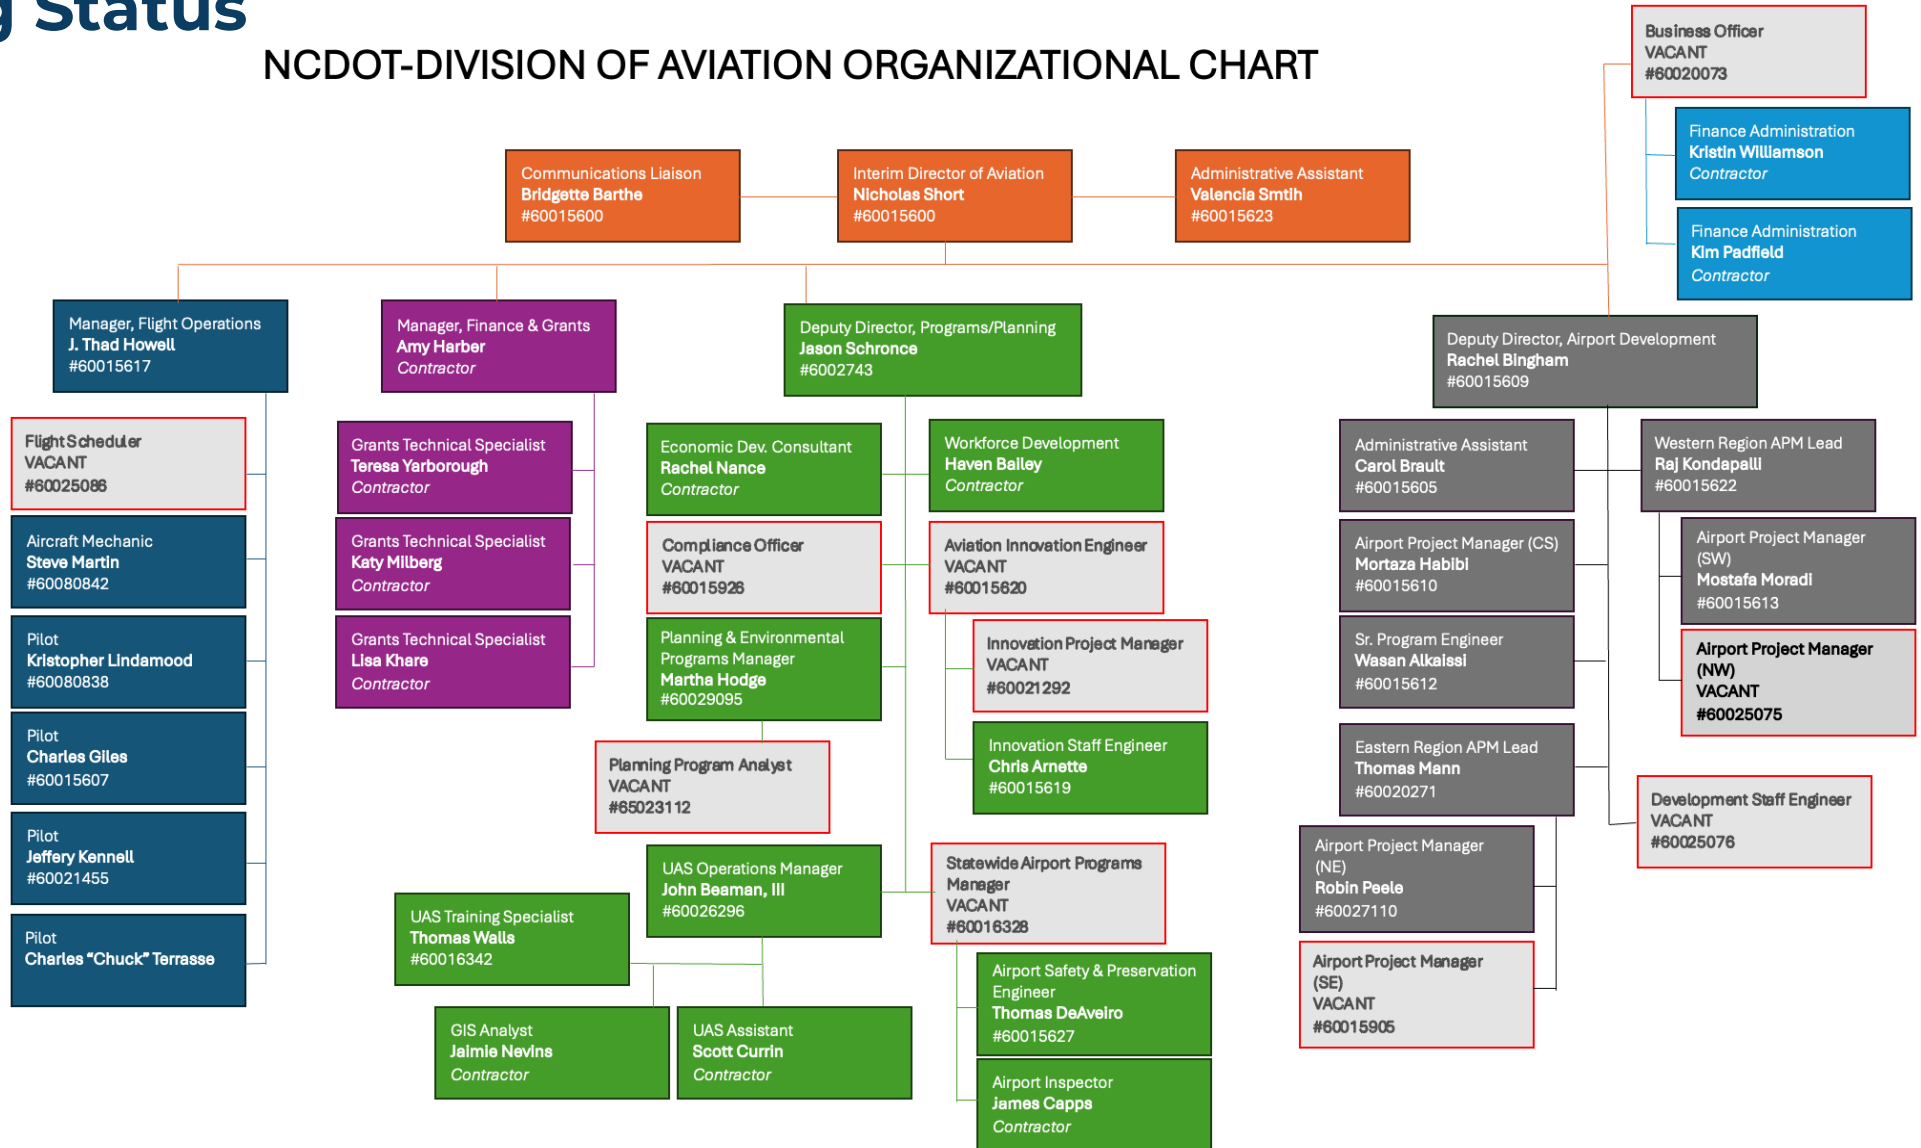 g Status
NCDOT-DIVISION OF AVIATION ORGANIZATIONAL CHART
Business Officer
VACANT
#60020073
Finance Administration
Kristin Williamson
Contractor
Finance Administration
Kim Padfield
Contractor
Communications Liaison
Bridgette Barthe
#60015600
Interim Director of Aviation
Nicholas Short
#60015600
Administrative Assistant
Valencia Smtih
#60015623
Manager, Flight Operations
J. Thad Howell
#60015617
Manager, Finance & Grants
Amy Harber
Contractor
Deputy Director, Programs/Planning
Jason Schronce
#6002743
Deputy Director, Airport Development
Rachel Bingham
#60015609
Flight Scheduler
VACANT
#60025086
Aircraft Mechanic
Steve Martin
#60080842
Pilot
Kristopher Lindamood
#60080838
Pilot
Charles Giles
#60015607
Pilot
Jeffery Kennell
#60021455
Pilot
Charles “Chuck” Terrasse
Grants Technical Specialist
Teresa Yarborough
Contractor
Grants Technical Specialist
Katy Milberg
Contractor
Grants Technical Specialist
Lisa Khare
Contractor
Economic Dev. Consultant
Rachel Nance
Contractor
Workforce Development
Haven Bailey
Contractor
Compliance Officer
VACANT
#60015926
Aviation Innovation Engineer
VACANT
#60015620
Planning & Environmental
Programs Manager
Martha Hodge
#60029095
Innovation Project Manager
VACANT
#60021292
Planning Program Analyst
VACANT
#65023112
Innovation Staff Engineer
Chris Arnette
#60015619
UAS Operations Manager
John Beaman, III
#60026296
Statewide Airport Programs
Manager
VACANT
#60016328
UAS Training Specialist
Thomas Walls
#60016342
GIS Analyst
Jaimie Nevins
Contractor
UAS Assistant
Scott Currin
Contractor
Airport Safety & Preservation
Engineer
Thomas DeAveiro
#60015627
Airport Inspector
James Capps
Contractor
Administrative Assistant
Carol Brault
#60015605
Western Region APM Lead
Raj Kondapalli
#60015622
Airport Project Manager (CS)
Mortaza Habibi
#60015610
Airport Project Manager
(SW)
Mostafa Moradi
#60015613
Sr. Program Engineer
Wasan Alkaissi
#60015612
Airport Project Manager
(NW)
VACANT
#60025075
Eastern Region APM Lead
Thomas Mann
#60020271
Development Staff Engineer
VACANT
#60025076
Airport Project Manager
(NE)
Robin Peele
#60027110
Airport Project Manager
(SE)
VACANT
#60015905